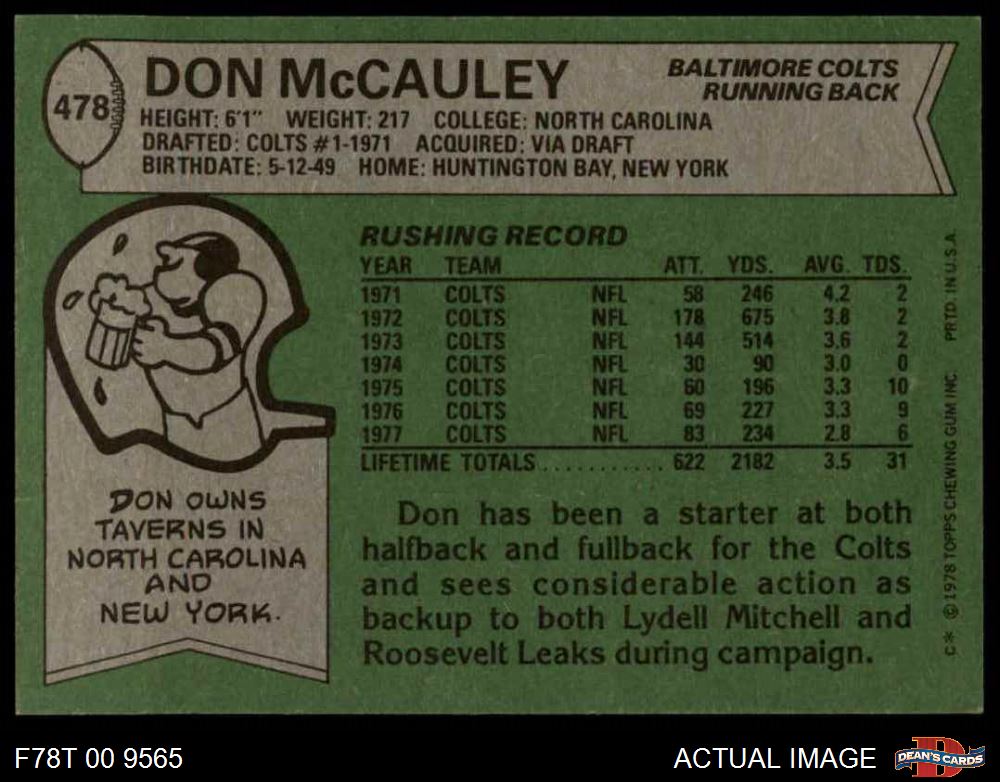 478
DON McCAULEY
BALTIMORE COLTS
RUNNING BACK
HEIGHT: 6'1" WEIGHT: 217 COLLEGE: NORTH CAROLINA
DRAFTED: COLTS #1-1971 ACQUIRED: VIA DRAFT
BIRTHDATE: 5-12-49 HOME: HUNTINGTON BAY, NEW YORK
RUSHING RECORD
YEAR TEAM ATT. YDS. AVG. TDS.
1971 COLTS NFL 58 246 4.2 2
1972 COLTS NFL 178 675 3.8 2
1973 COLTS NFL 144 514 3.6 2
1974 COLTS NFL 30 90 3.0 0
1975 COLTS NFL 60 196 3.3 10
1976 COLTS NFL 69 227 3.3 9
1977 COLTS NFL 83 234 2.8 6
LIFETIME TOTALS............ 622 2182 3.5 31
DON OWNS
TAVERNS IN
NORTH CAROLINA
AND
NEW YORK.
Don has been a starter at both
halfback and fullback for the Colts
and sees considerable action as
backup to both Lydell Mitchell and
Roosevelt Leaks during campaign.
C* © 1978 TOPPS CHEWING GUM INC PRTD. IN U.S.A.
F78T 00 9565
ACTUAL IMAGE
D
DEAN'S CARDS